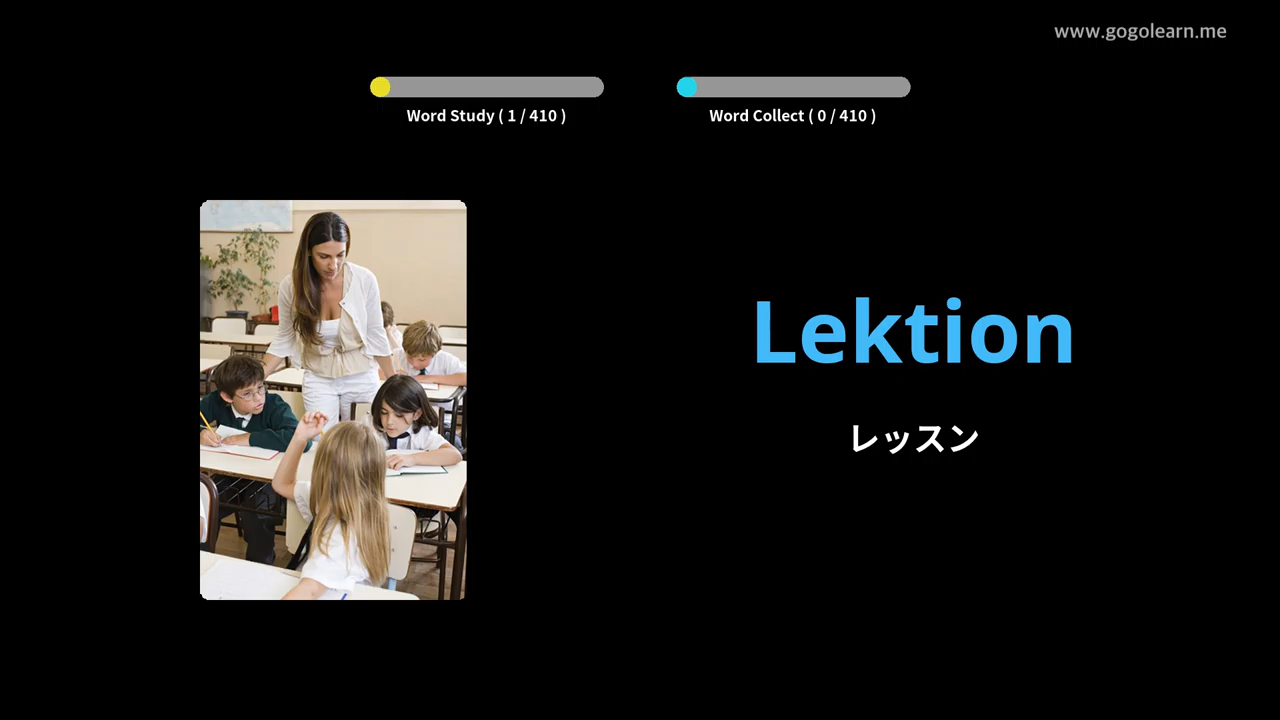 www.gogolearn.me
Word Study ( 1 / 410 )
Word Collect ( 0 / 410 )
Lektion
レッスン